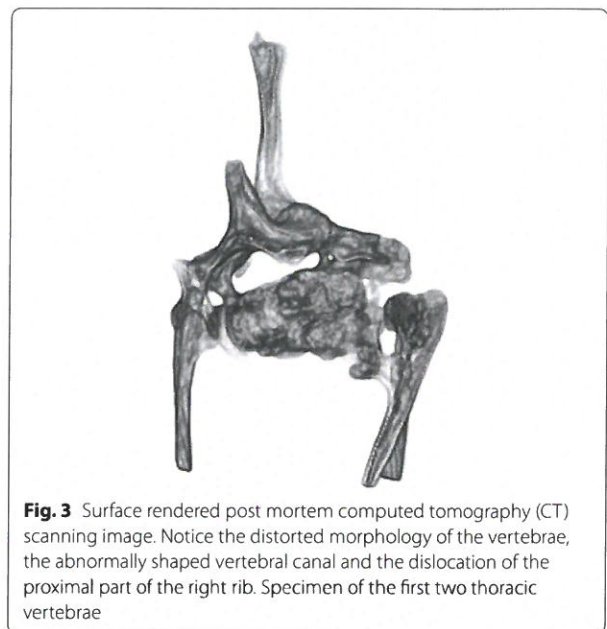 Fig. 3 Surface rendered post mortem computed tomography (CT)
scanning image. Notice the distorted morphology of the vertebrae,
the abnormally shaped vertebral canal and the dislocation of the
proximal part of the right rib. Specimen of the first two thoracic
vertebrae